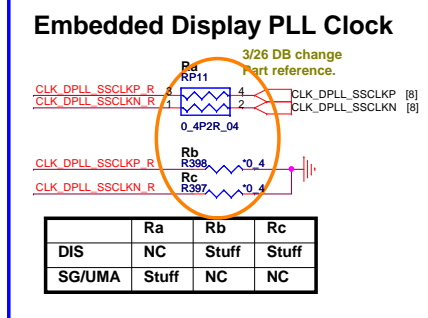 Embedded Display PLL Clock
3/26 DB change
Part reference.
Ra
RP11
CLK_DPLL_SSCLKP_R 3 4 CLK_DPLL_SSCLKP [8]
CLK_DPLL_SSCLKN_R 1 2 CLK_DPLL_SSCLKN [8]
0_4P2R_04
Rb
CLK_DPLL_SSCLKP_R R398 *0_4
Rc
CLK_DPLL_SSCLKN_R R397 *0_4
Ra Rb Rc
DIS NC Stuff Stuff
SG/UMA Stuff NC NC